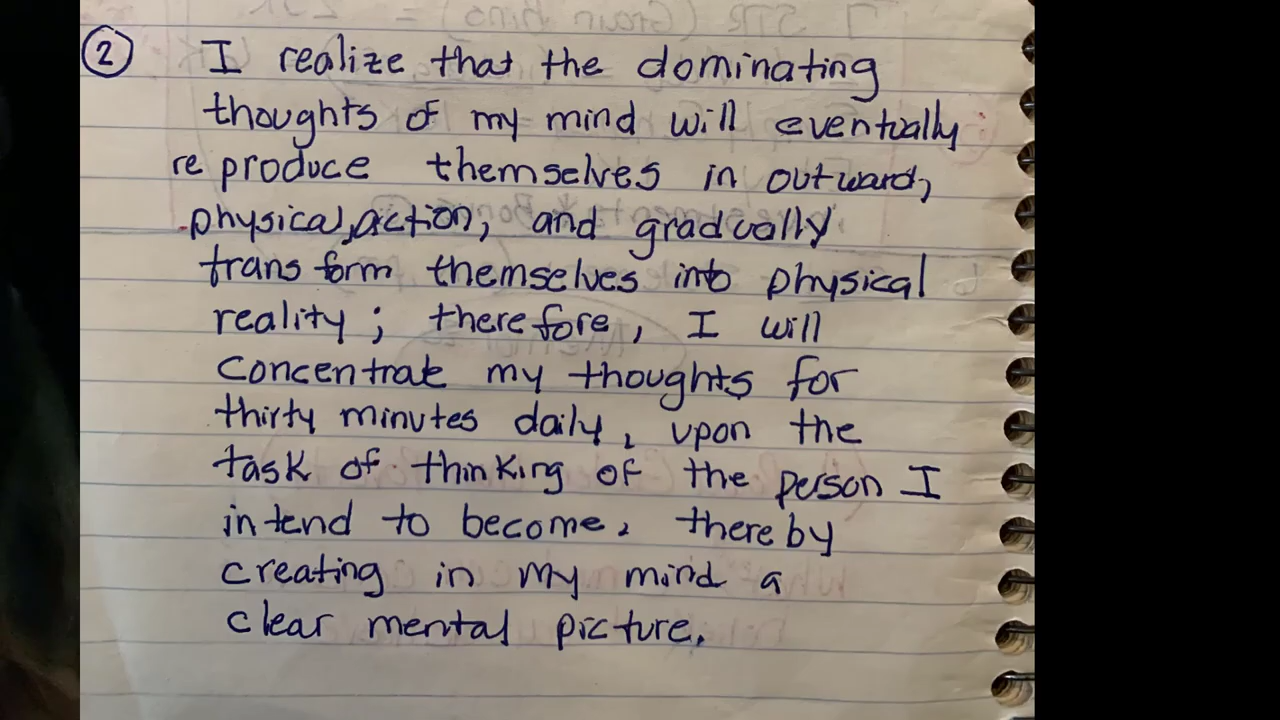 ② I realize that the dominating
thoughts of my mind will eventually
reproduce themselves in outward,
physical, action, and gradually
transform themselves into physical
reality; therefore, I will
concentrate my thoughts for
thirty minutes daily, upon the
task of thinking of the person I
intend to become, thereby
creating in my mind a
clear mental picture.